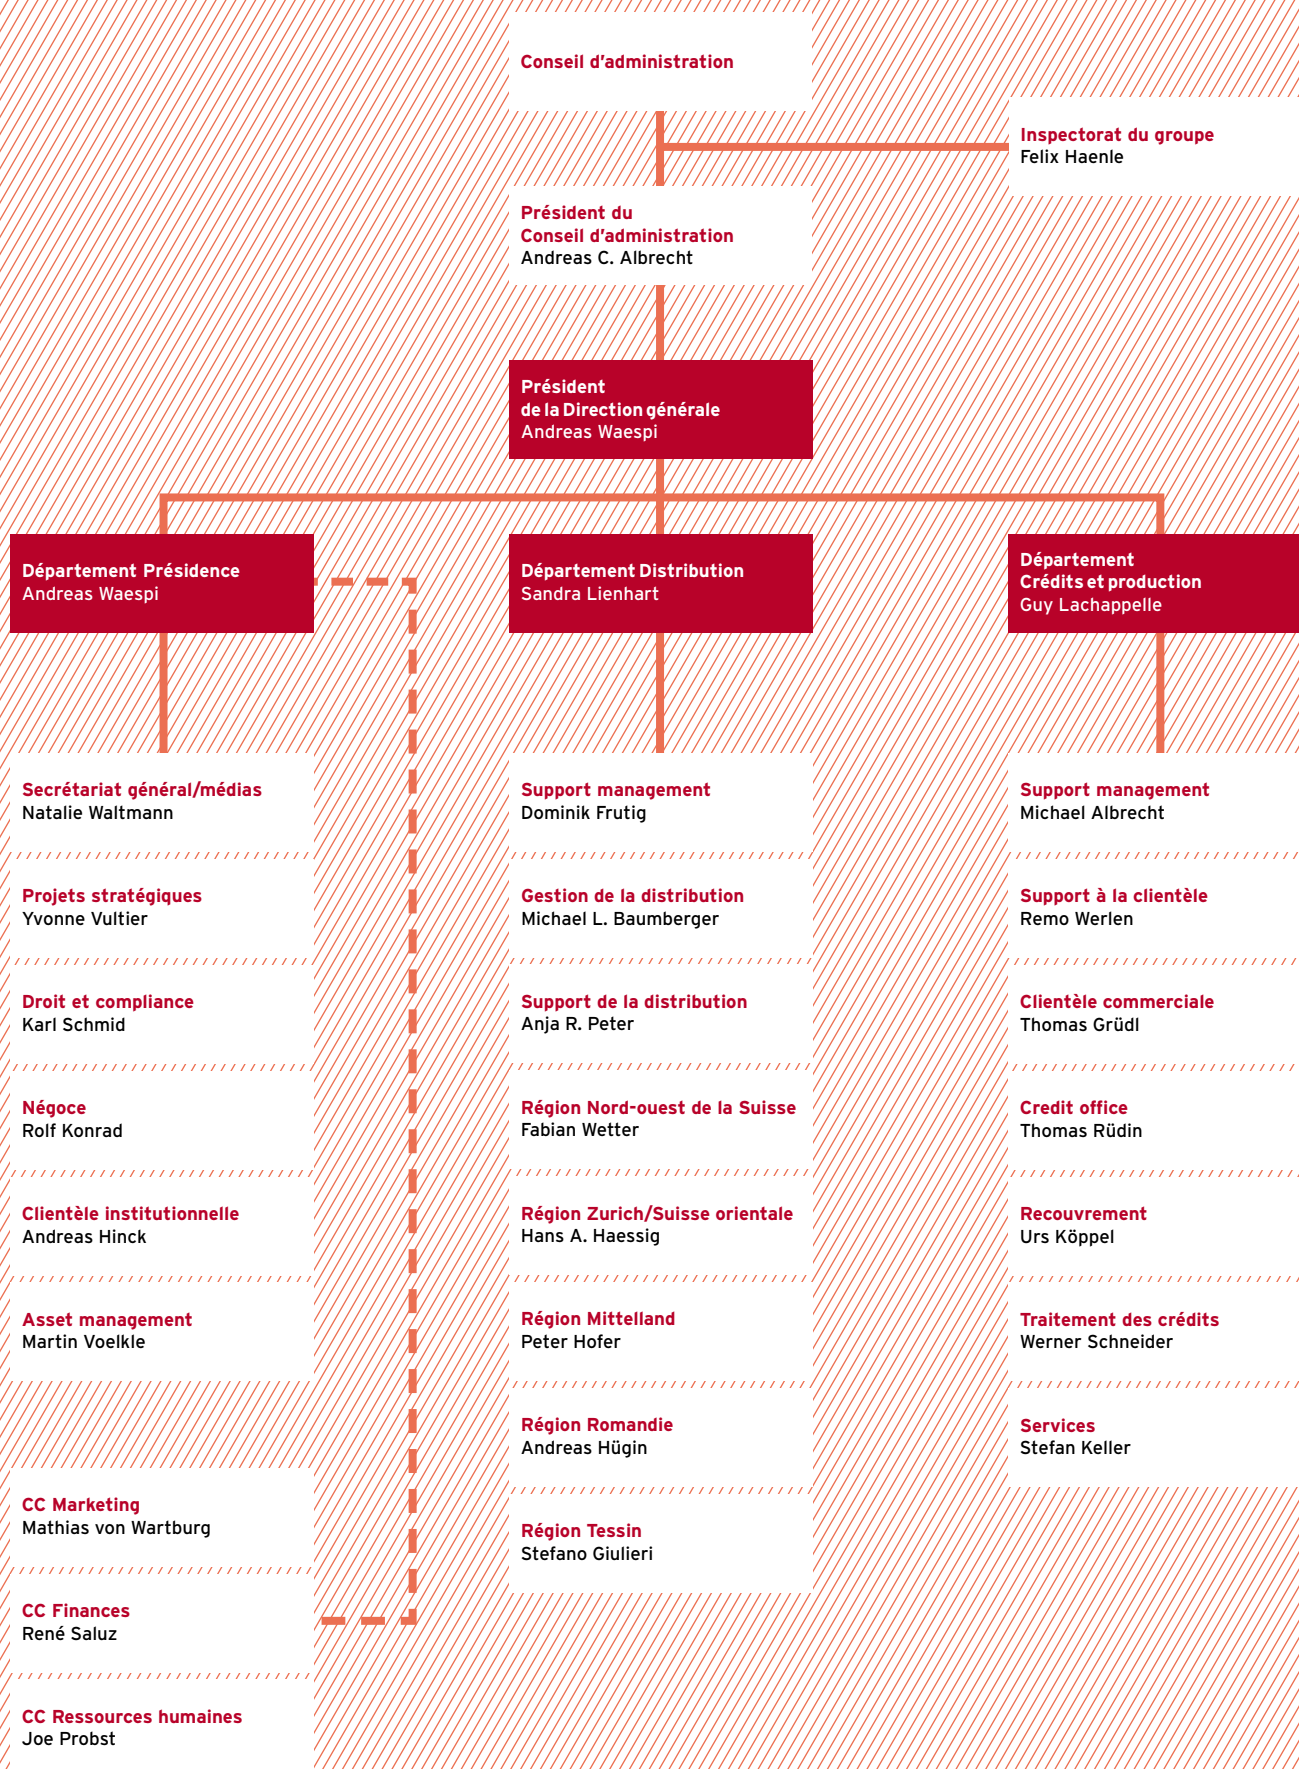 Conseil d'administration
Inspectorat du groupe
Felix Haenle
Président du
Conseil d'administration
Andreas C. Albrecht
Président
de la Direction générale
Andreas Waespi
Département Présidence
Andreas Waespi
Département Distribution
Sandra Lienhart
Département
Crédits et production
Guy Lachappelle
Secrétariat général/médias
Natalie Waltmann
Projets stratégiques
Yvonne Vultier
Droit et compliance
Karl Schmid
Négoce
Rolf Konrad
Clientèle institutionnelle
Andreas Hinck
Asset management
Martin Voelkle
CC Marketing
Mathias von Wartburg
CC Finances
René Saluz
CC Ressources humaines
Joe Probst
Support management
Dominik Frutig
Gestion de la distribution
Michael L. Baumberger
Support de la distribution
Anja R. Peter
Région Nord-ouest de la Suisse
Fabian Wetter
Région Zurich/Suisse orientale
Hans A. Haessig
Région Mittelland
Peter Hofer
Région Romandie
Andreas Hügin
Région Tessin
Stefano Giulieri
Support management
Michael Albrecht
Support à la clientèle
Remo Werlen
Clientèle commerciale
Thomas Grüdl
Credit office
Thomas Rüdin
Recouvrement
Urs Köppel
Traitement des crédits
Werner Schneider
Services
Stefan Keller